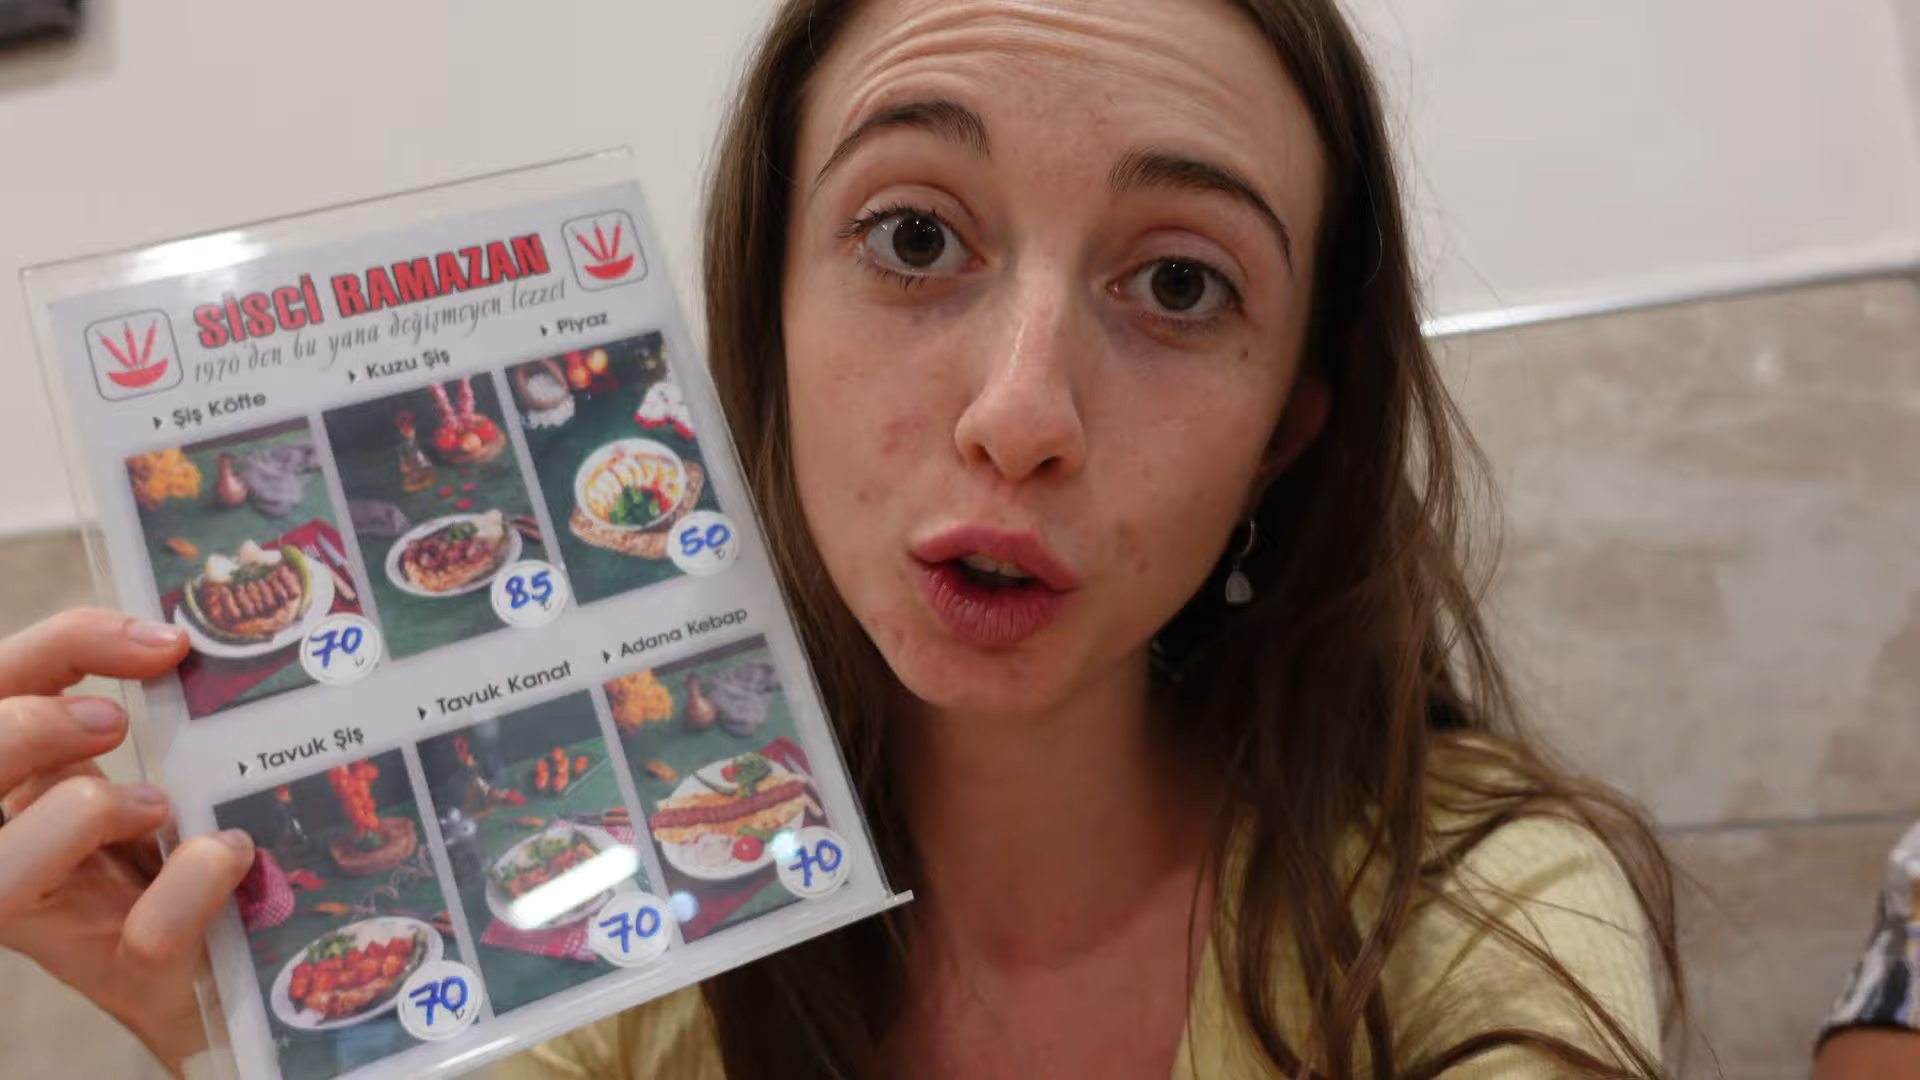 SİSCİ RAMAZAN
1970 den bu yana değişmeyen lezzet
Şiş Köfte
Kuzu Şiş
Piyaz
70
85
50
Tavuk Şiş
Tavuk Kanat
Adana Kebap
70
70
70